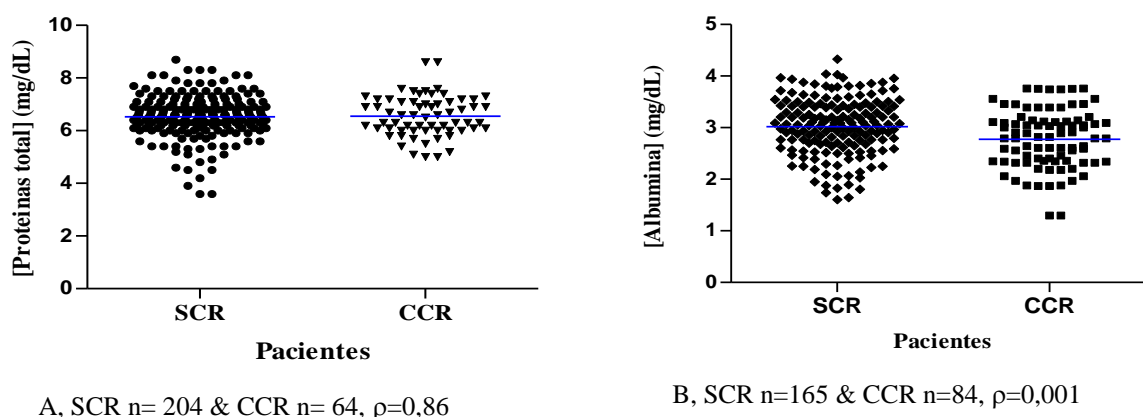 [Proteinas total] (mg/dL)
10
8
6
4
2
0
SCR CCR
Pacientes
A, SCR n= 204 & CCR n= 64, ρ=0,86
[Albumina] (mg/dL)
5
4
3
2
1
0
SCR CCR
Pacientes
B, SCR n=165 & CCR n=84, ρ=0,001